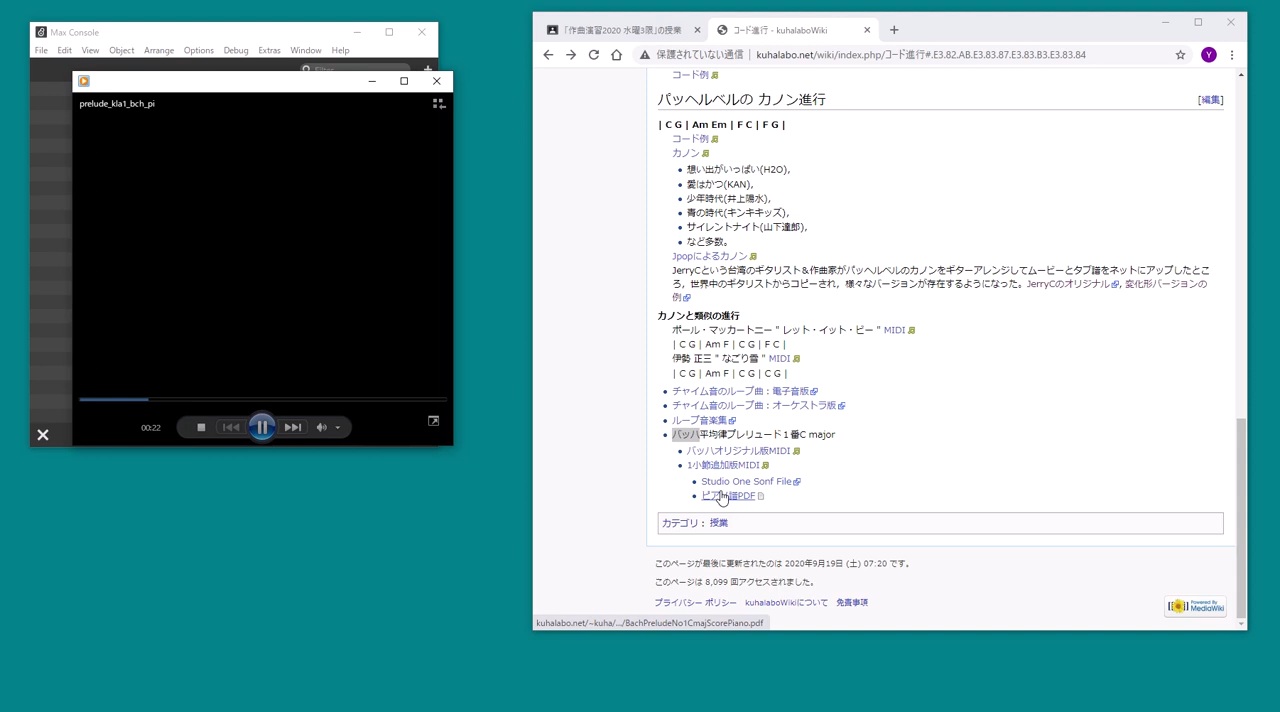 Max Console
File Edit View Object Arrange Options Debug Extras Window Help
Filter
prelude_kla1_bch_pi
00:22
「作曲演習2020 水曜3限」の授業
コード進行 - kuhalaboWiki
保護されていない通信 | kuhalabo.net/wiki/index.php/コード進行#.E3.82.AB.E3.83.87.E3.83.B3.E3.83.84
Y
コード例
パッヘルベルの カノン進行
[編集]
| C G | Am Em | F C | F G |
コード例
カノン
想い出がいっぱい(H2O),
愛はかつ(KAN),
少年時代(井上陽水),
青の時代(キンキキッズ),
サイレントナイト(山下達郎),
など多数。
Jpopによるカノン
JerryCという台湾のギタリスト＆作曲家がパッヘルベルのカノンをギターアレンジしてムービーとタブ譜をネットにアップしたとこ
ろ，世界中のギタリストからコピーされ，様々なバージョンが存在するようになった。JerryCのオリジナル, 変化形バージョンの
例
カノンと類似の進行
ポール・マッカートニー " レット・イット・ビー " MIDI
| C G | Am F | C G | F C |
伊勢 正三 " なごり雪 " MIDI
| C G | Am F | C G | C G |
チャイム音のループ曲：電子音版
チャイム音のループ曲：オーケストラ版
ループ音楽集
バッハ平均律プレリュード１番C major
バッハオリジナル版MIDI
1小節追加版MIDI
Studio One Sonf File
ピア 譜PDF
カテゴリ： 授業
このページが最後に更新されたのは 2020年9月19日 (土) 07:20 です。
このページは 8,099 回アクセスされました。
プライバシー ポリシー kuhalaboWikiについて 免責事項
Powered By
MediaWiki
kuhalabo.net/~kuha/.../BachPreludeNo1CmajScorePiano.pdf